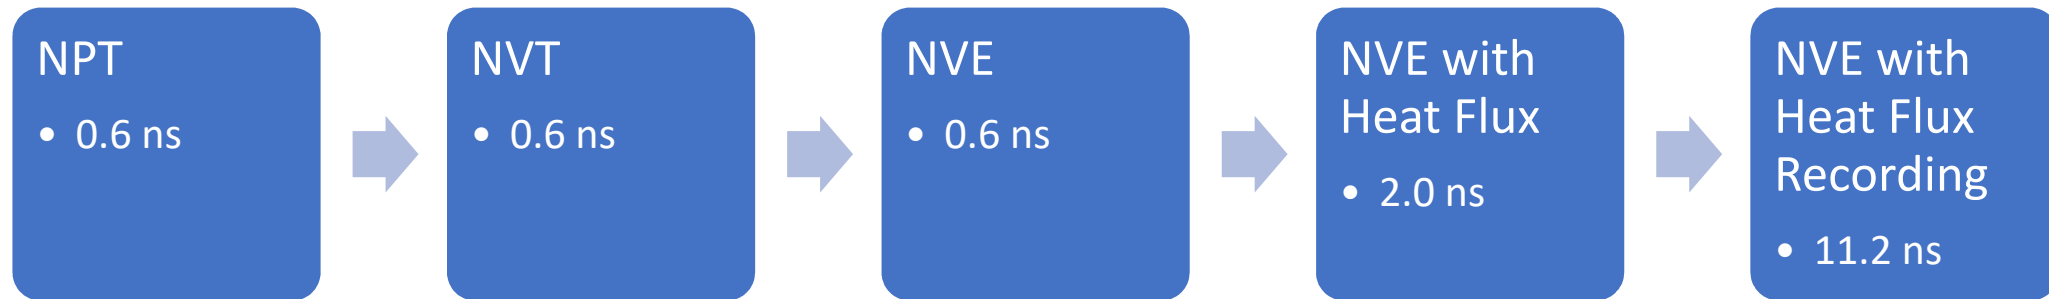 NPT
• 0.6 ns
NVT
• 0.6 ns
NVE
• 0.6 ns
NVE with
Heat Flux
• 2.0 ns
NVE with
Heat Flux
Recording
• 11.2 ns